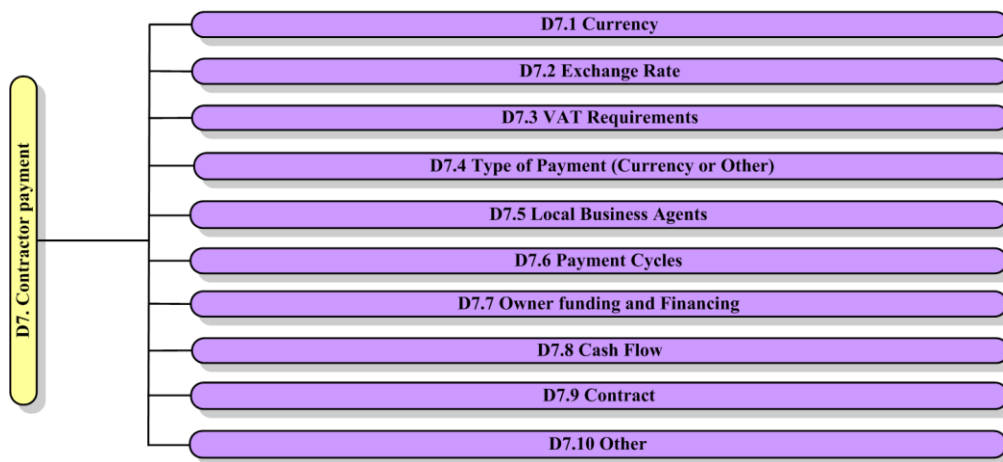 D7. Contractor payment
D7.1 Currency
D7.2 Exchange Rate
D7.3 VAT Requirements
D7.4 Type of Payment (Currency or Other)
D7.5 Local Business Agents
D7.6 Payment Cycles
D7.7 Owner funding and Financing
D7.8 Cash Flow
D7.9 Contract
D7.10 Other